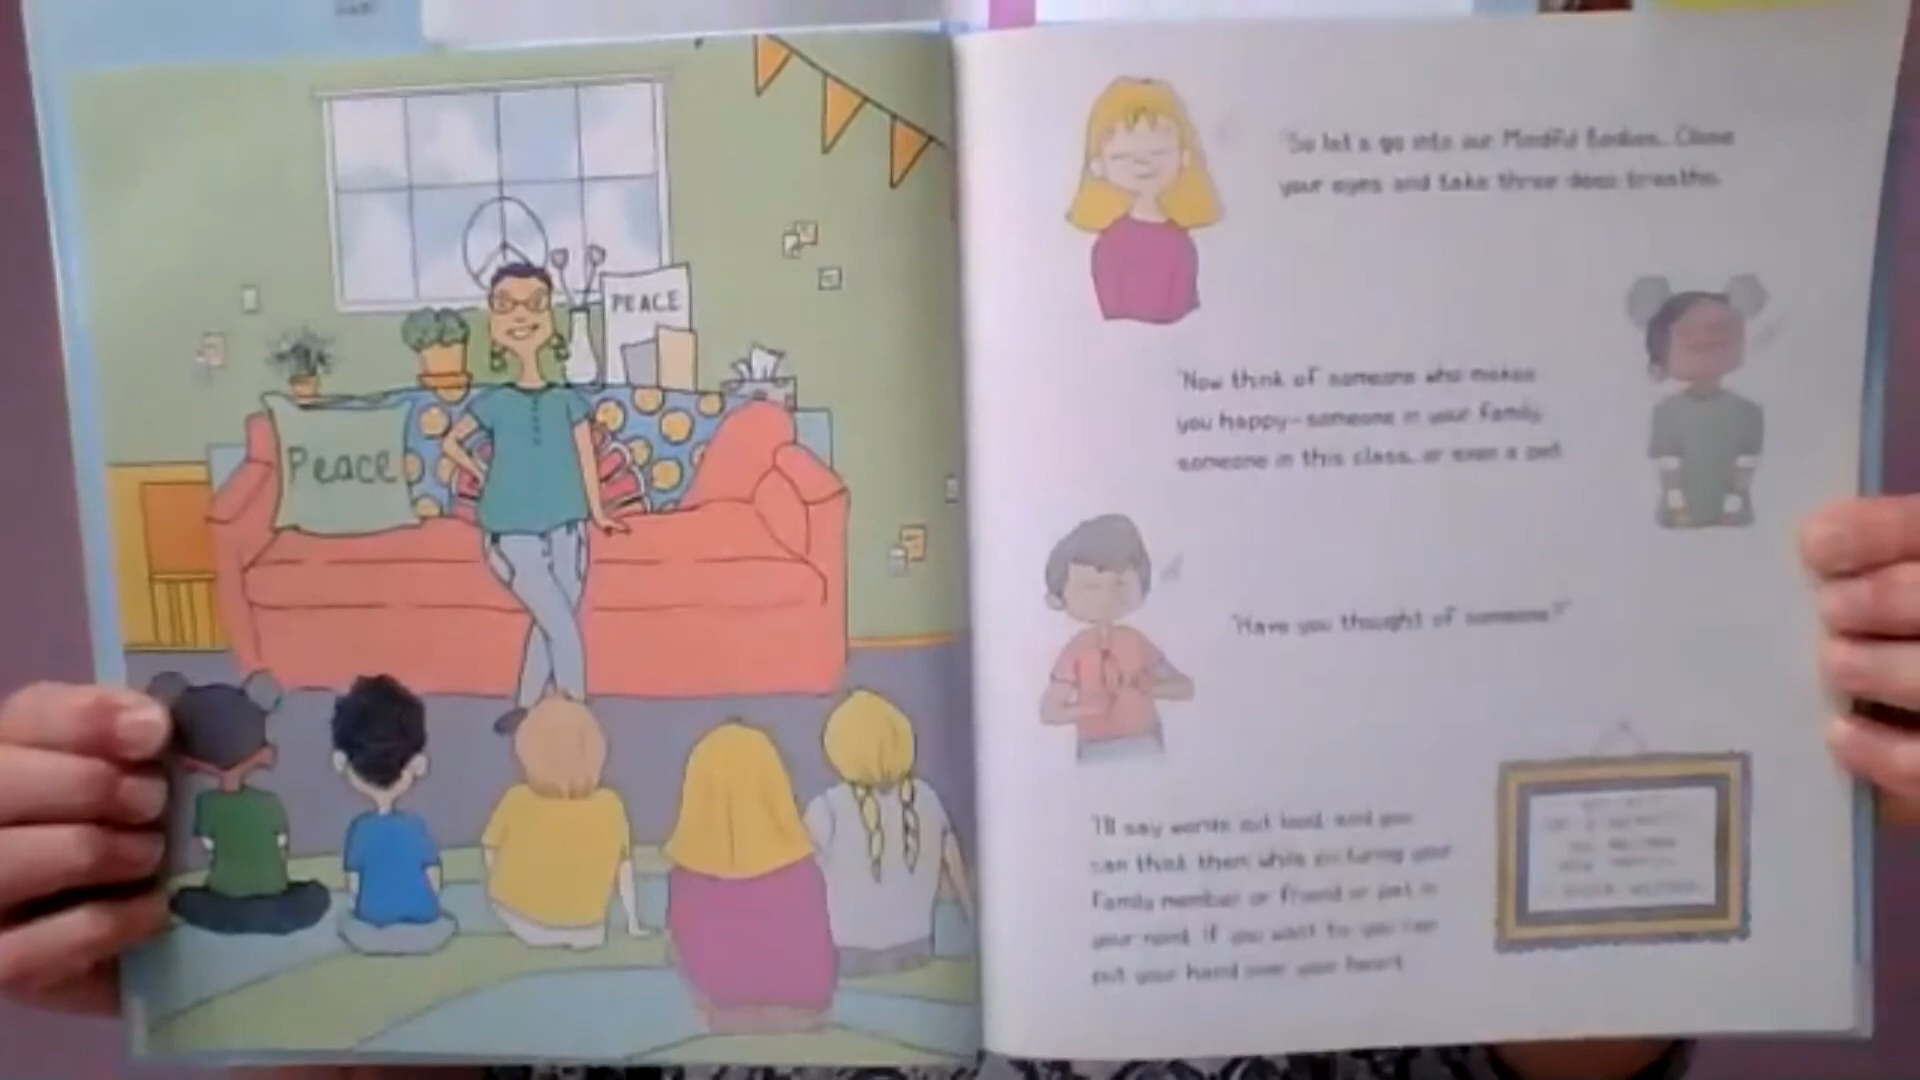 PEACE
Peace
"So let's go into our Mindful Bodies. Close
your eyes and take three deep breaths.
"Now think of someone who makes
you happy—someone in your family,
someone in this class, or even a pet.
"Have you thought of someone?"
"I'll say words out loud, and you
can think them while picturing your
family member or friend or pet in
your mind. If you want to, you can
put your hand over your heart.